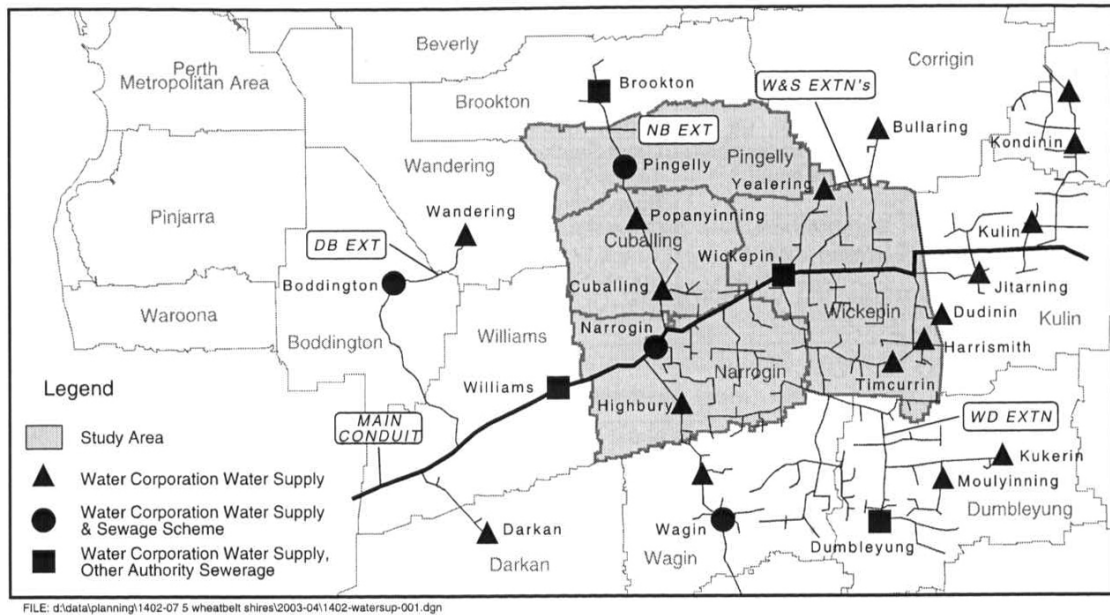 Perth
Metropolitan Area
Beverly
Corrigin
Brookton
W&S EXTN's
Brookton
NB EXT
Bullaring
Kondinin
Pingelly
Pingelly
Wandering
Yealering
Pinjarra
Wandering
Popanyinning
Kulin
Cuballing
DB EXT
Wickepin
Boddington
Jitarning
Cuballing
Waroona
Dudinin
Wickepin
Kulin
Narrogin
Williams
Boddington
Harrismith
Narrogin
Timcurrin
Williams
Highbury
WD EXTN
MAIN
CONDUIT
Kukerin
Moulyinning
Dumbleyung
Wagin
Darkan
Dumbleyung
Wagin
Darkan
Legend
Study Area
Water Corporation Water Supply
Water Corporation Water Supply
& Sewage Scheme
Water Corporation Water Supply,
Other Authority Sewerage
FILE: d:\data\planning\1402-07 5 wheatbelt shires\2003-04\1402-watersup-001.dgn